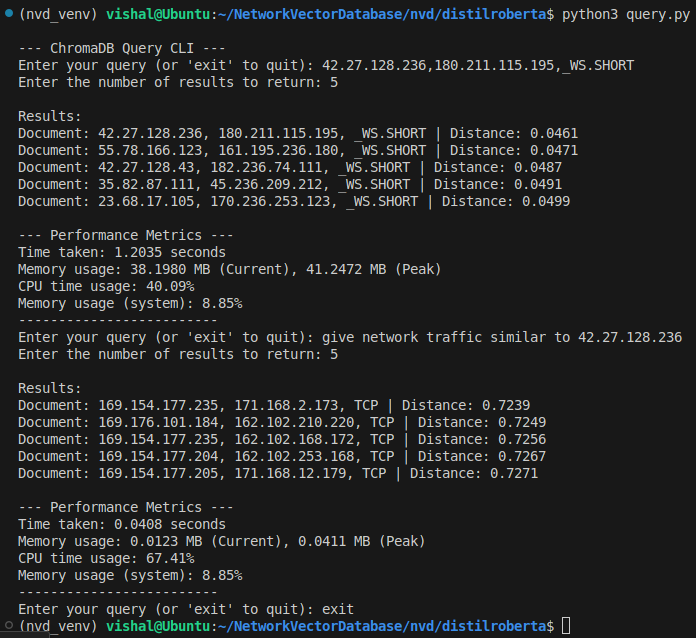 (nvd_venv) vishal@Ubuntu:~/NetworkVectorDatabase/nvd/distilroberta$ python3 query.py
--- ChromaDB Query CLI ---
Enter your query (or 'exit' to quit): 42.27.128.236,180.211.115.195,_WS.SHORT
Enter the number of results to return: 5
Results:
Document: 42.27.128.236, 180.211.115.195, _WS.SHORT | Distance: 0.0461
Document: 55.78.166.123, 161.195.236.180, _WS.SHORT | Distance: 0.0471
Document: 42.27.128.43, 182.236.74.111, _WS.SHORT | Distance: 0.0487
Document: 35.82.87.111, 45.236.209.212, _WS.SHORT | Distance: 0.0491
Document: 23.68.17.105, 170.236.253.123, _WS.SHORT | Distance: 0.0499
--- Performance Metrics ---
Time taken: 1.2035 seconds
Memory usage: 38.1980 MB (Current), 41.2472 MB (Peak)
CPU time usage: 40.09%
Memory usage (system): 8.85%
-------------------------
Enter your query (or 'exit' to quit): give network traffic similar to 42.27.128.236
Enter the number of results to return: 5
Results:
Document: 169.154.177.235, 171.168.2.173, TCP | Distance: 0.7239
Document: 169.176.101.184, 162.102.210.220, TCP | Distance: 0.7249
Document: 169.154.177.235, 162.102.168.172, TCP | Distance: 0.7256
Document: 169.154.177.204, 162.102.253.168, TCP | Distance: 0.7267
Document: 169.154.177.205, 171.168.12.179, TCP | Distance: 0.7271
--- Performance Metrics ---
Time taken: 0.0408 seconds
Memory usage: 0.0123 MB (Current), 0.0411 MB (Peak)
CPU time usage: 67.41%
Memory usage (system): 8.85%
-------------------------
Enter your query (or 'exit' to quit): exit
(nvd_venv) vishal@Ubuntu:~/NetworkVectorDatabase/nvd/distilroberta$